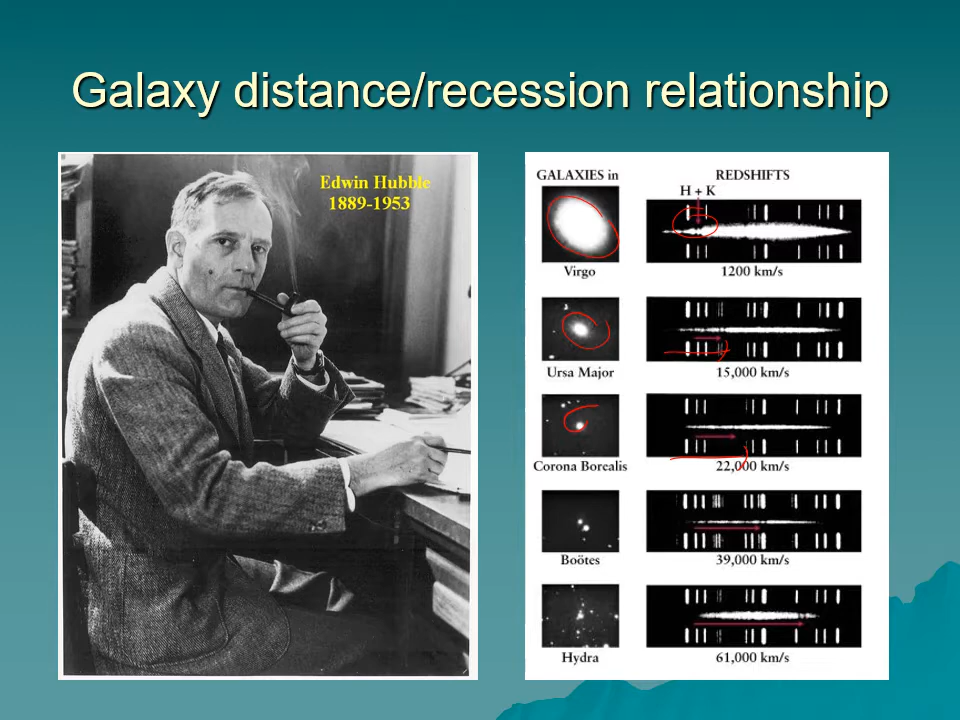 Galaxy distance/recession relationship
Edwin Hubble
1889-1953
GALAXIES in
REDSHIFTS
H + K
Virgo
1200 km/s
Ursa Major
15,000 km/s
Corona Borealis
22,000 km/s
Boötes
39,000 km/s
Hydra
61,000 km/s